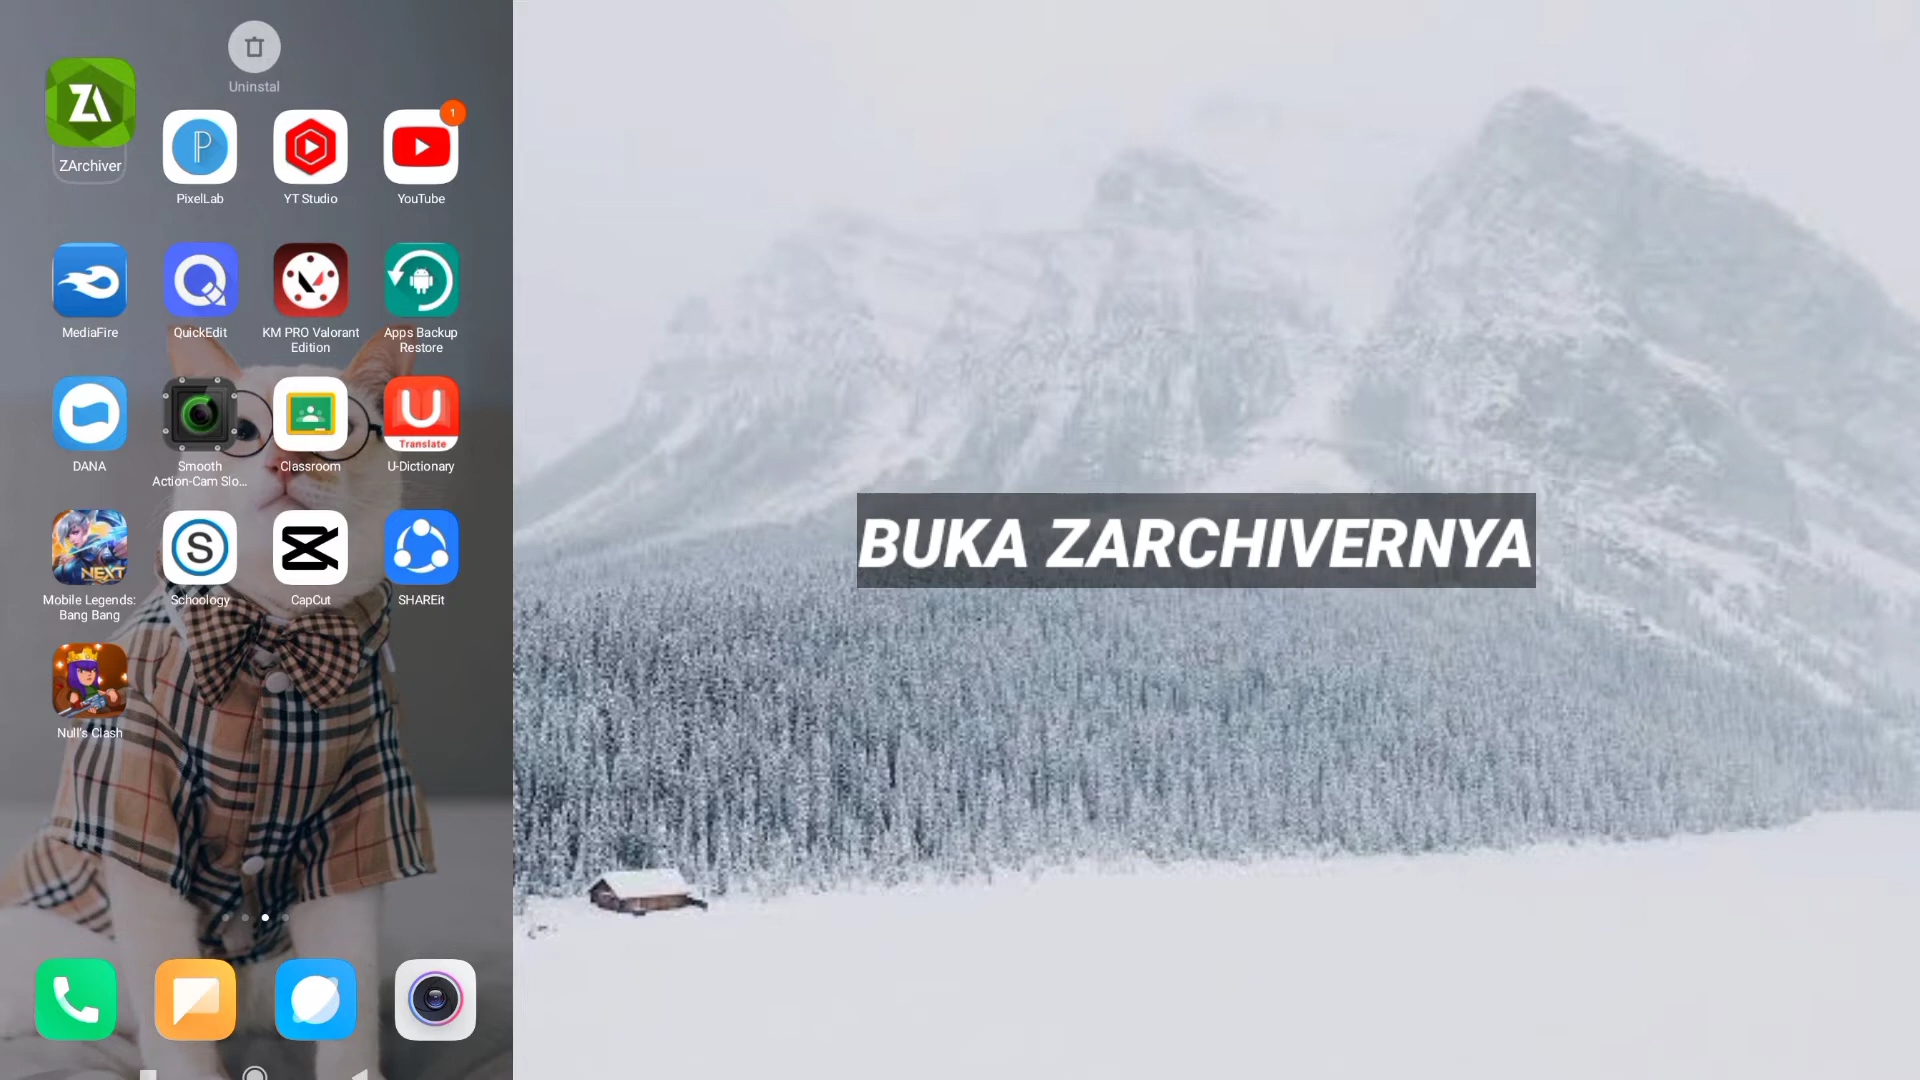 Uninstal
ZArchiver
PixelLab
YT Studio
1
YouTube
MediaFire
QuickEdit
KM PRO Valorant
Edition
Apps Backup
Restore
DANA
Smooth
Action-Cam Slo...
Classroom
U
Translate
U-Dictionary
NEXT
Mobile Legends:
Bang Bang
S
Schoology
CapCut
SHAREit
Null's Clash
BUKA ZARCHIVERNYA